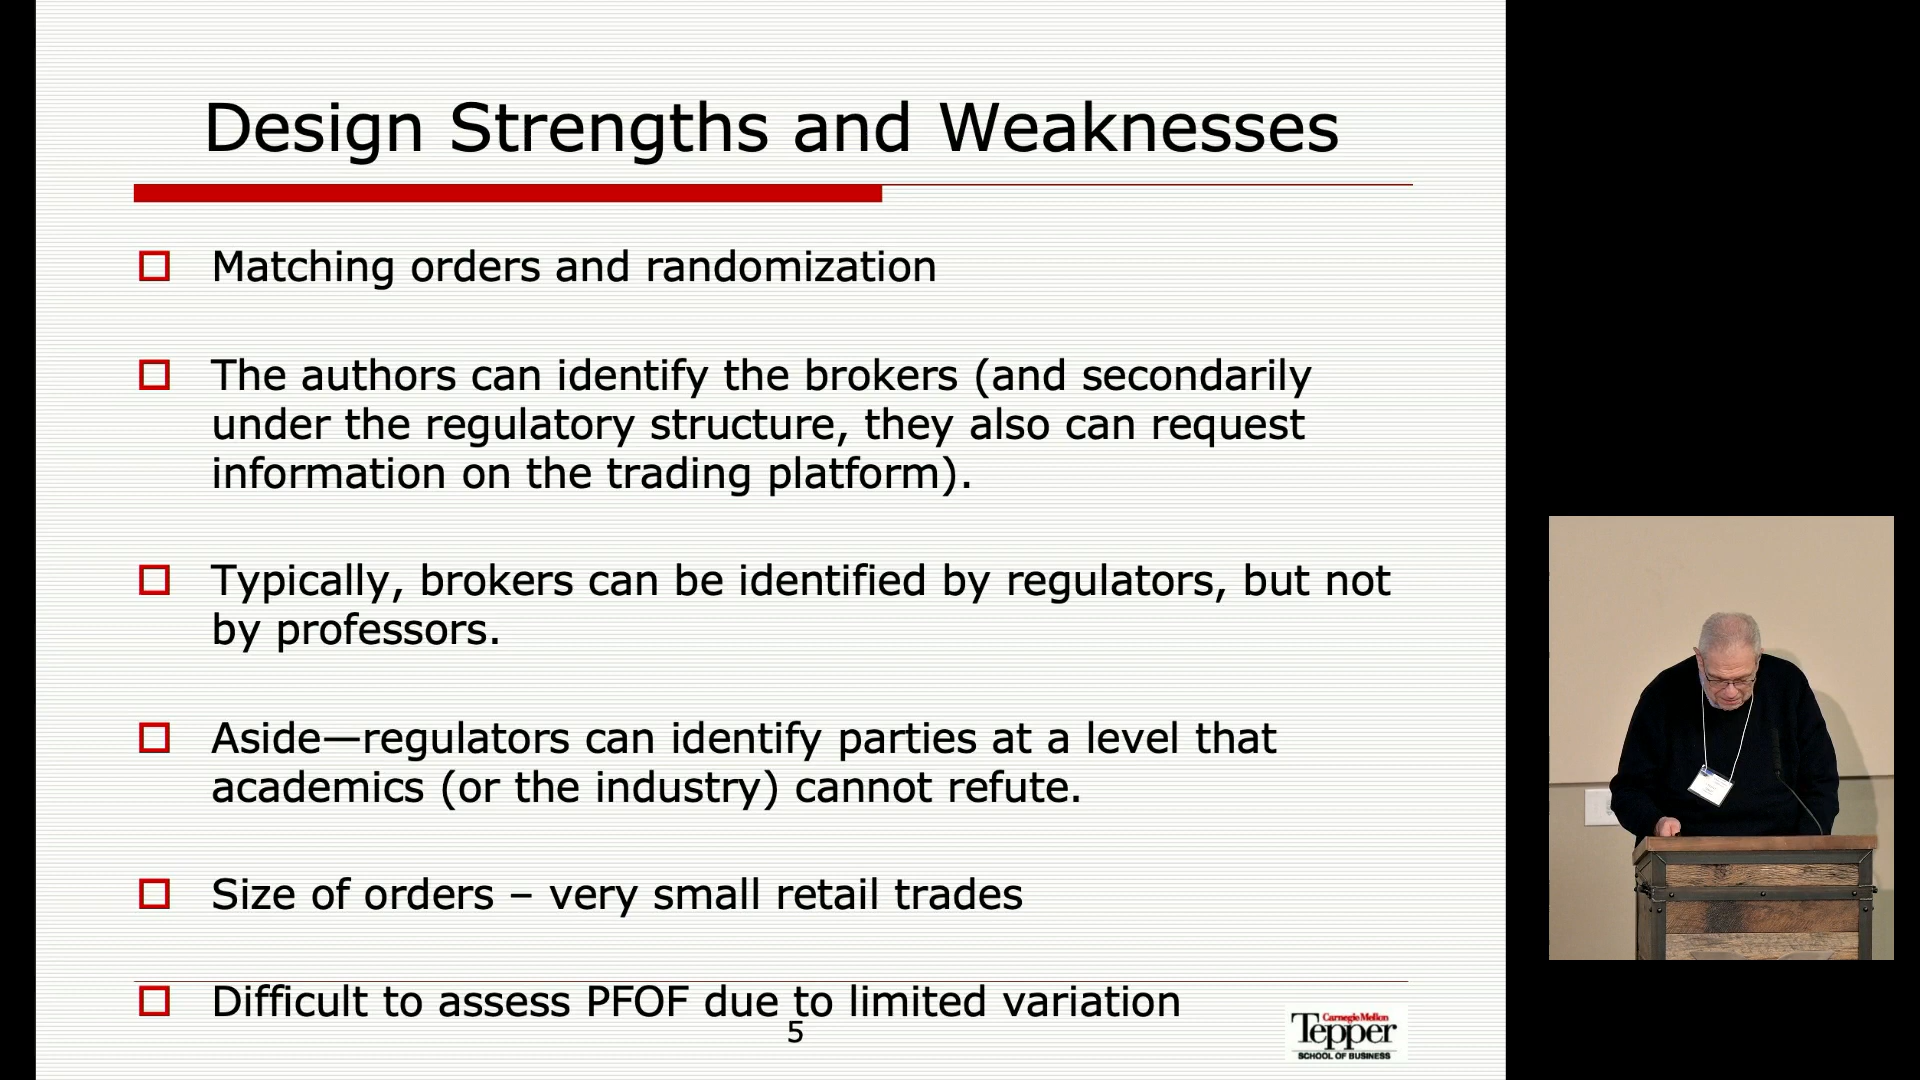 Design Strengths and Weaknesses
Matching orders and randomization
The authors can identify the brokers (and secondarily
under the regulatory structure, they also can request
information on the trading platform).
Typically, brokers can be identified by regulators, but not
by professors.
Aside—regulators can identify parties at a level that
academics (or the industry) cannot refute.
Size of orders – very small retail trades
Difficult to assess PFOF due to limited variation
5
Carnegie Mellon
Tepper
SCHOOL OF BUSINESS